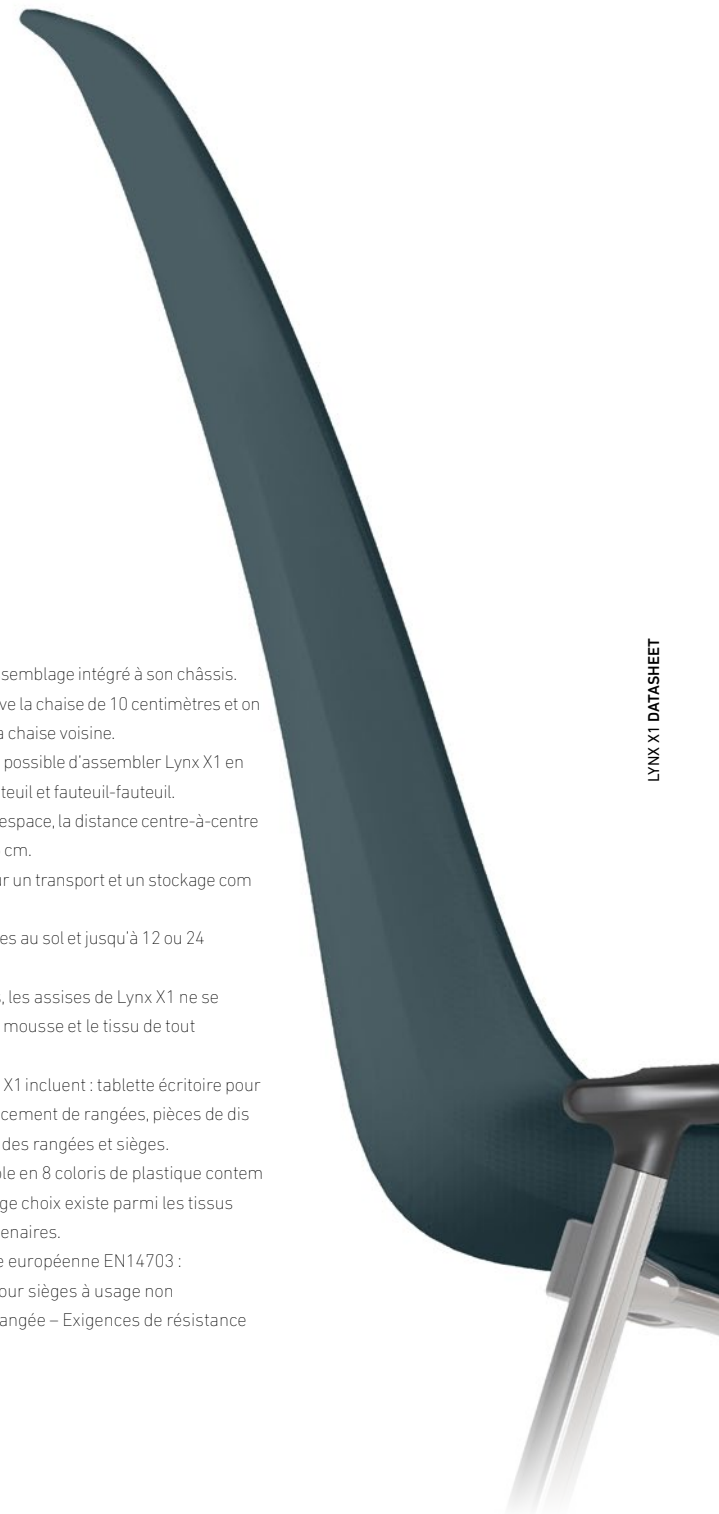 semblage intégré à son châssis.
ve la chaise de 10 centimètres et on
a chaise voisine.
possible d'assembler Lynx X1 en
teuil et fauteuil-fauteuil.
espace, la distance centre-à-centre
cm.
ur un transport et un stockage com
es au sol et jusqu'à 12 ou 24
, les assises de Lynx X1 ne se
mousse et le tissu de tout
X1 incluent : tablette écritoire pour
cement de rangées, pièces de dis
des rangées et sièges.
ble en 8 coloris de plastique contem
ge choix existe parmi les tissus
enaires.
e européenne EN14703 :
our sièges à usage non
angée – Exigences de résistance
LYNX X1 DATASHEET